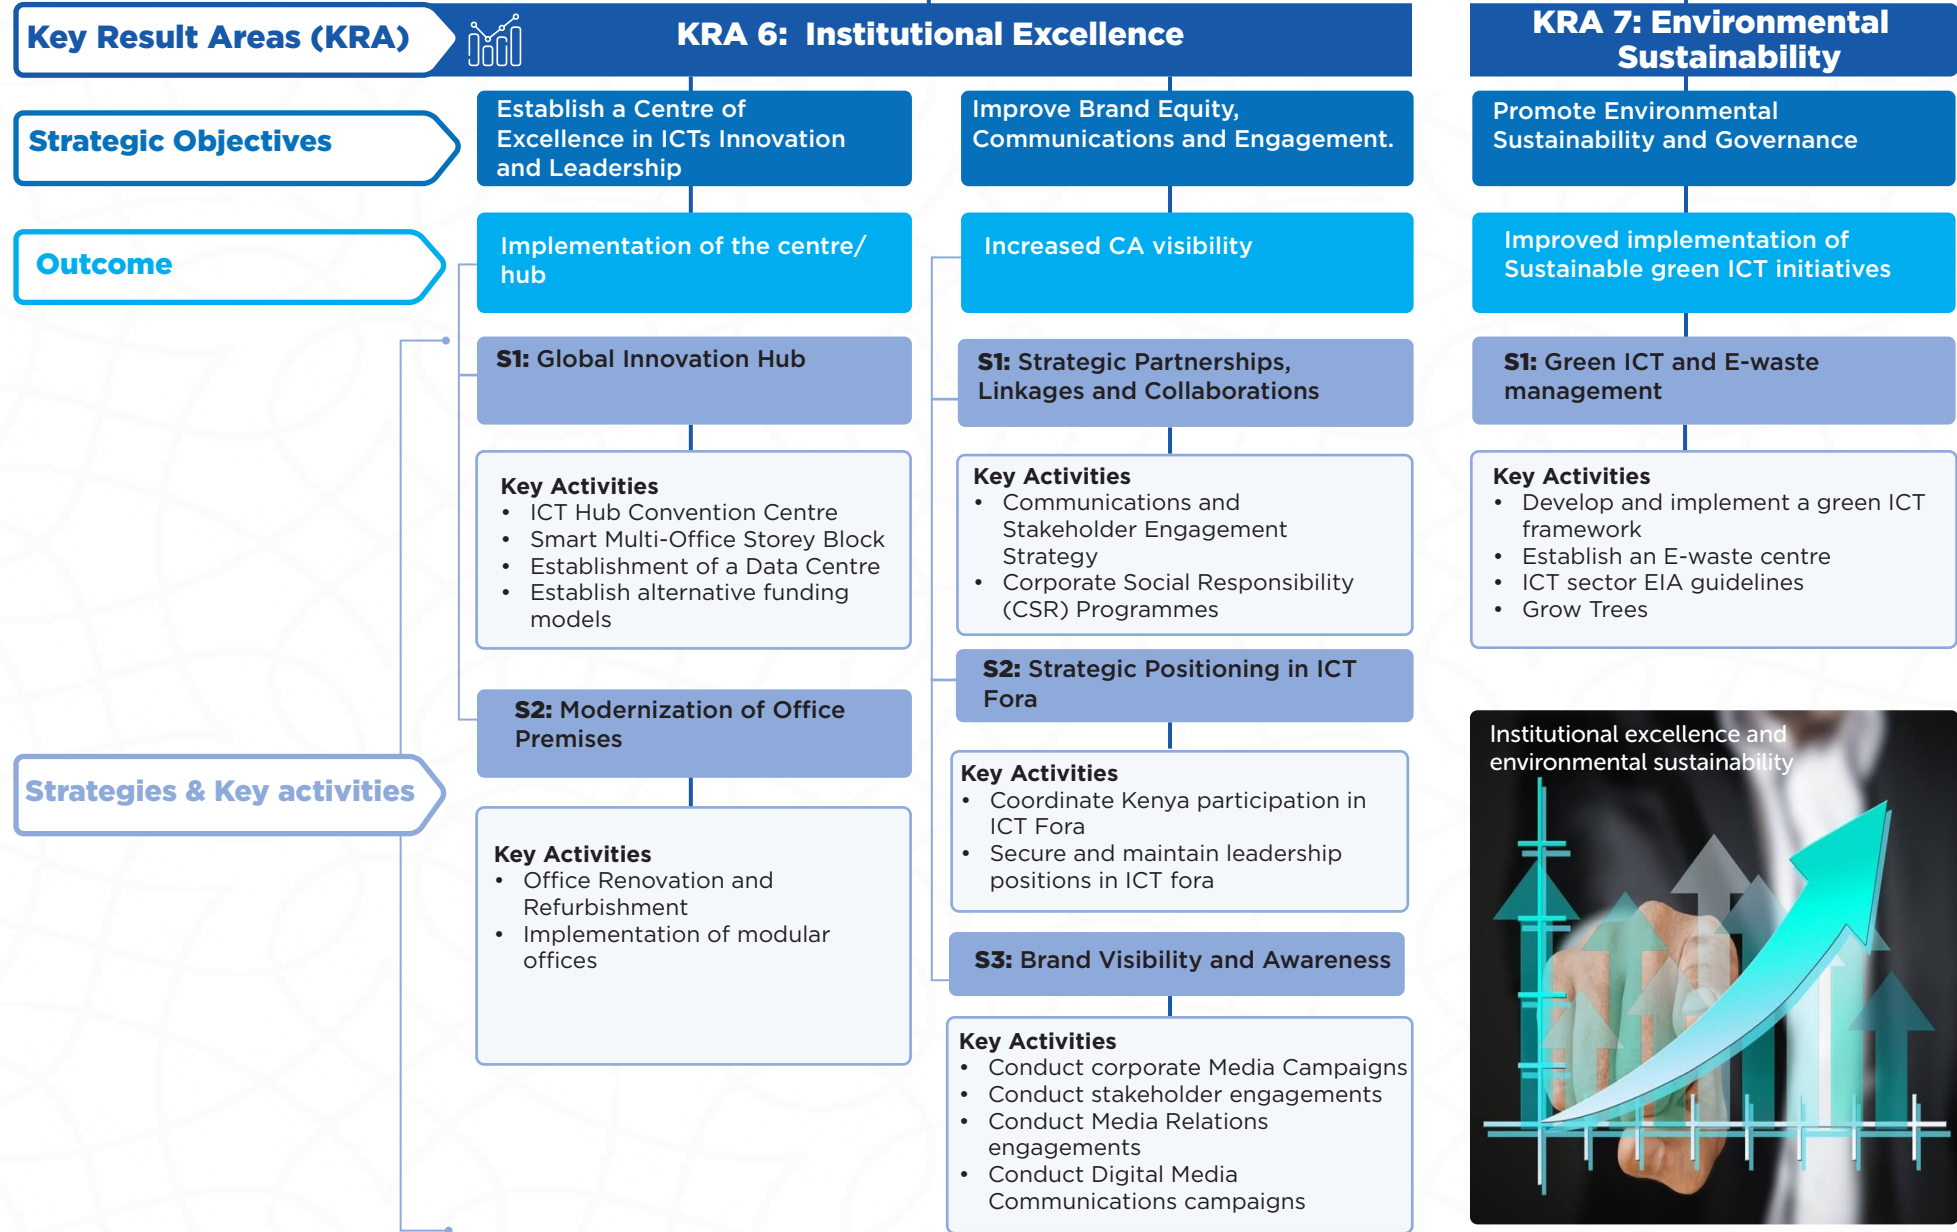 Key Result Areas (KRA)
KRA 6: Institutional Excellence
KRA 7: Environmental
Sustainability
Strategic Objectives
Establish a Centre of
Excellence in ICTs Innovation
and Leadership
Improve Brand Equity,
Communications and Engagement.
Promote Environmental
Sustainability and Governance
Outcome
Implementation of the centre/
hub
Increased CA visibility
Improved implementation of
Sustainable green ICT initiatives
Strategies & Key activities
S1: Global Innovation Hub
Key Activities
• ICT Hub Convention Centre
• Smart Multi-Office Storey Block
• Establishment of a Data Centre
• Establish alternative funding
models
S2: Modernization of Office
Premises
Key Activities
• Office Renovation and
Refurbishment
• Implementation of modular
offices
S1: Strategic Partnerships,
Linkages and Collaborations
Key Activities
• Communications and
Stakeholder Engagement
Strategy
• Corporate Social Responsibility
(CSR) Programmes
S2: Strategic Positioning in ICT
Fora
Key Activities
• Coordinate Kenya participation in
ICT Fora
• Secure and maintain leadership
positions in ICT fora
S3: Brand Visibility and Awareness
Key Activities
• Conduct corporate Media Campaigns
• Conduct stakeholder engagements
• Conduct Media Relations
engagements
• Conduct Digital Media
Communications campaigns
S1: Green ICT and E-waste
management
Key Activities
• Develop and implement a green ICT
framework
• Establish an E-waste centre
• ICT sector EIA guidelines
• Grow Trees
Institutional excellence and
environmental sustainability